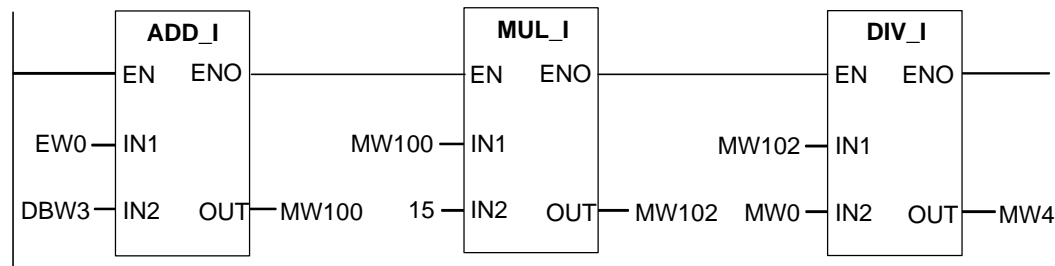 ADD_I MUL_I DIV_I
EN ENO EN ENO EN ENO
EW0 IN1 MW100 IN1 MW102 IN1
DBW3 IN2 OUT MW100 15 IN2 OUT MW102 MW0 IN2 OUT MW4